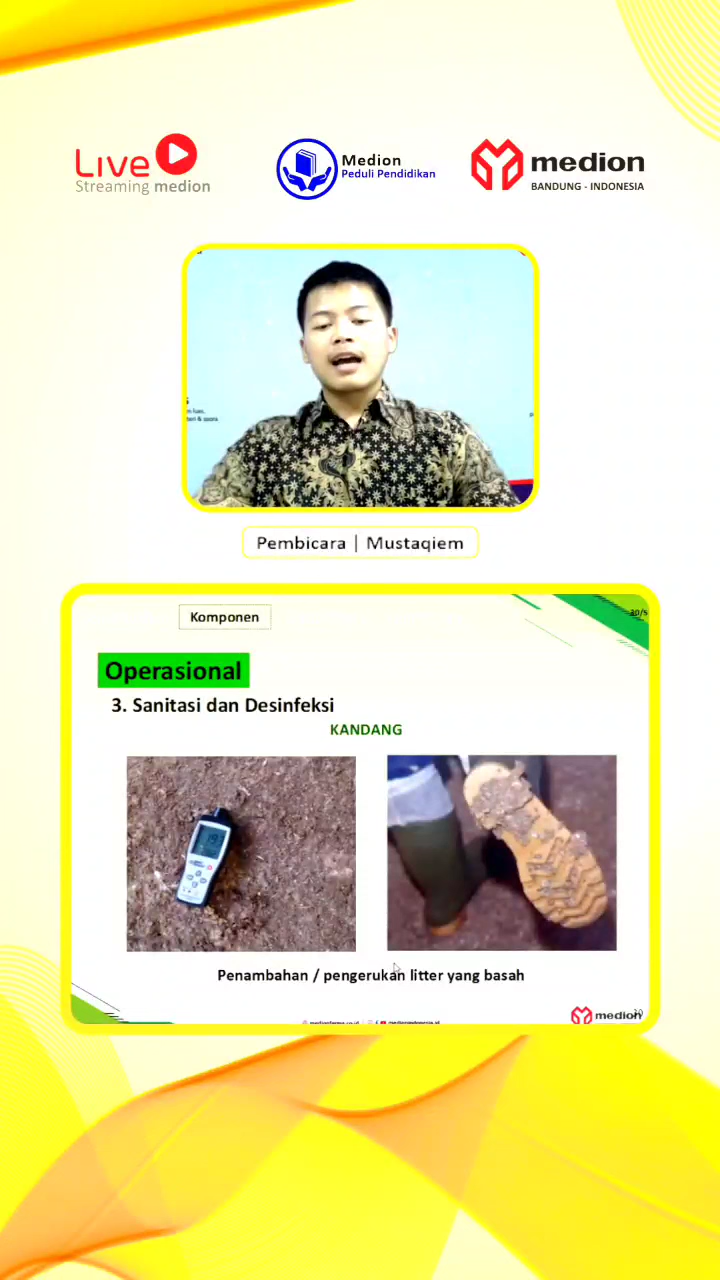 Live
Streaming medion
Medion
Peduli Pendidikan
medion
BANDUNG - INDONESIA
Pembicara | Mustaqiem
Komponen
Operasional
3. Sanitasi dan Desinfeksi
KANDANG
Penambahan / pengerukan litter yang basah
medion